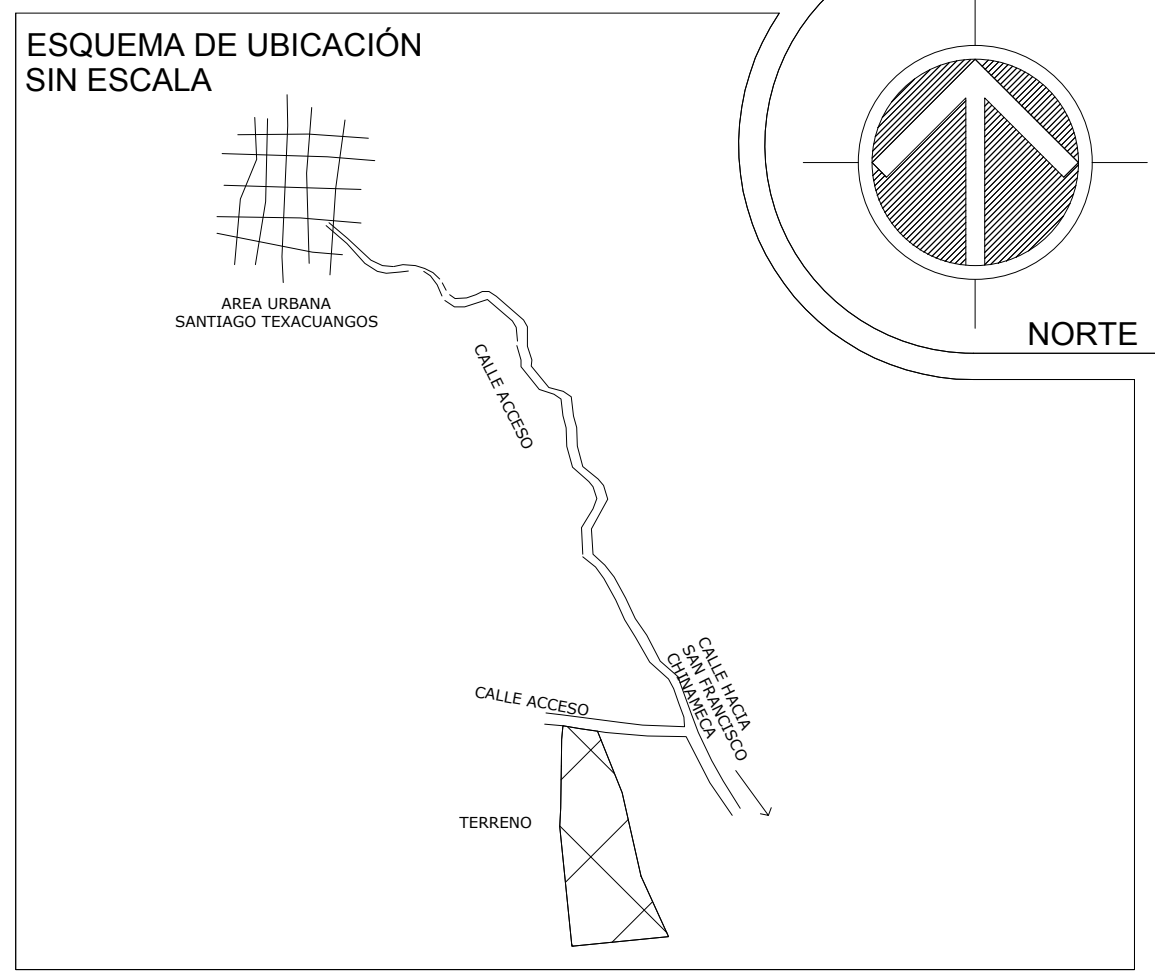 ESQUEMA DE UBICACIÓN
SIN ESCALA
NORTE
AREA URBANA
SANTIAGO TEXACUANGOS
CALLE ACCESO
CALLE HACIA
SAN FRANCISCO
CHINAMECA
CALLE ACCESO
TERRENO